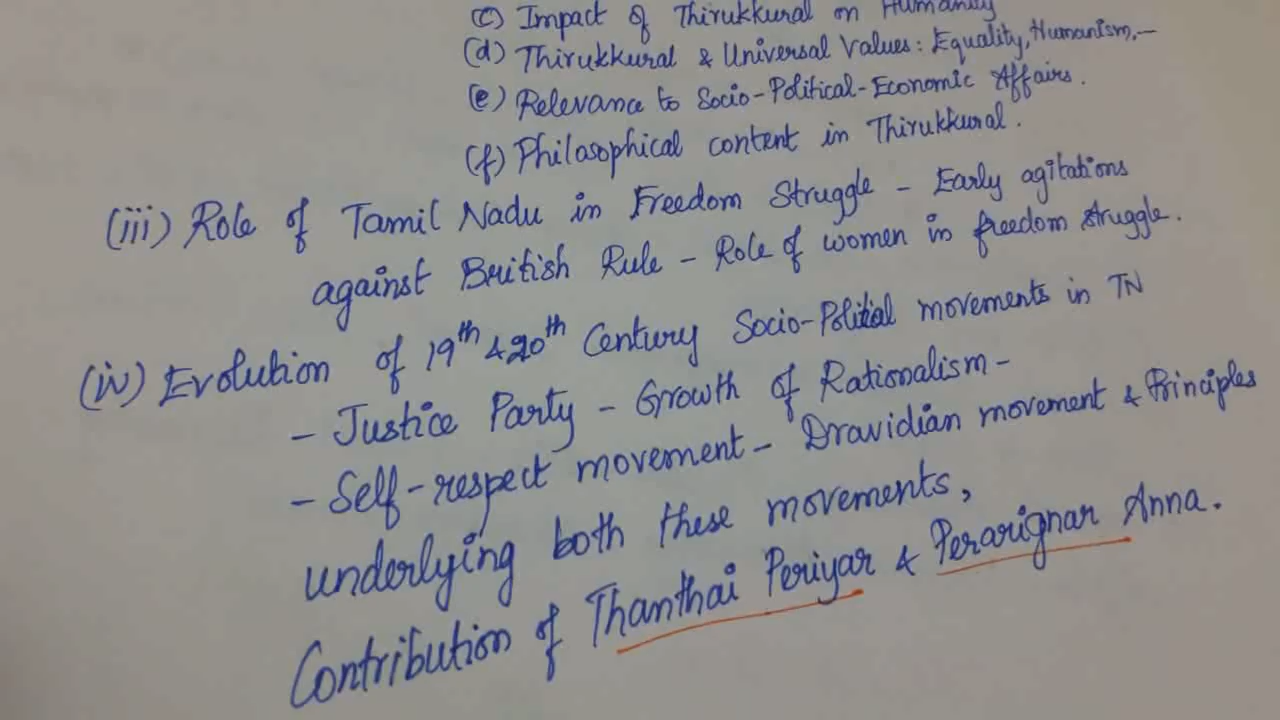 (c) Impact of Thirukkural on Humanity
(d) Thirukkural & Universal Values: Equality, Humanism,—
(e) Relevance to Socio-Political-Economic Affairs.
(f) Philosophical content in Thirukkural.
(iii) Role of Tamil Nadu in Freedom Struggle - Early agitations
against British Rule - Role of women in freedom struggle.
(iv) Evolution of 19th & 20th Century Socio-Political movements in TN
- Justice Party - Growth of Rationalism -
- Self-respect movement - Dravidian movement & Principles
underlying both these movements,
Contribution of Thanthai Periyar & Perarignar Anna.